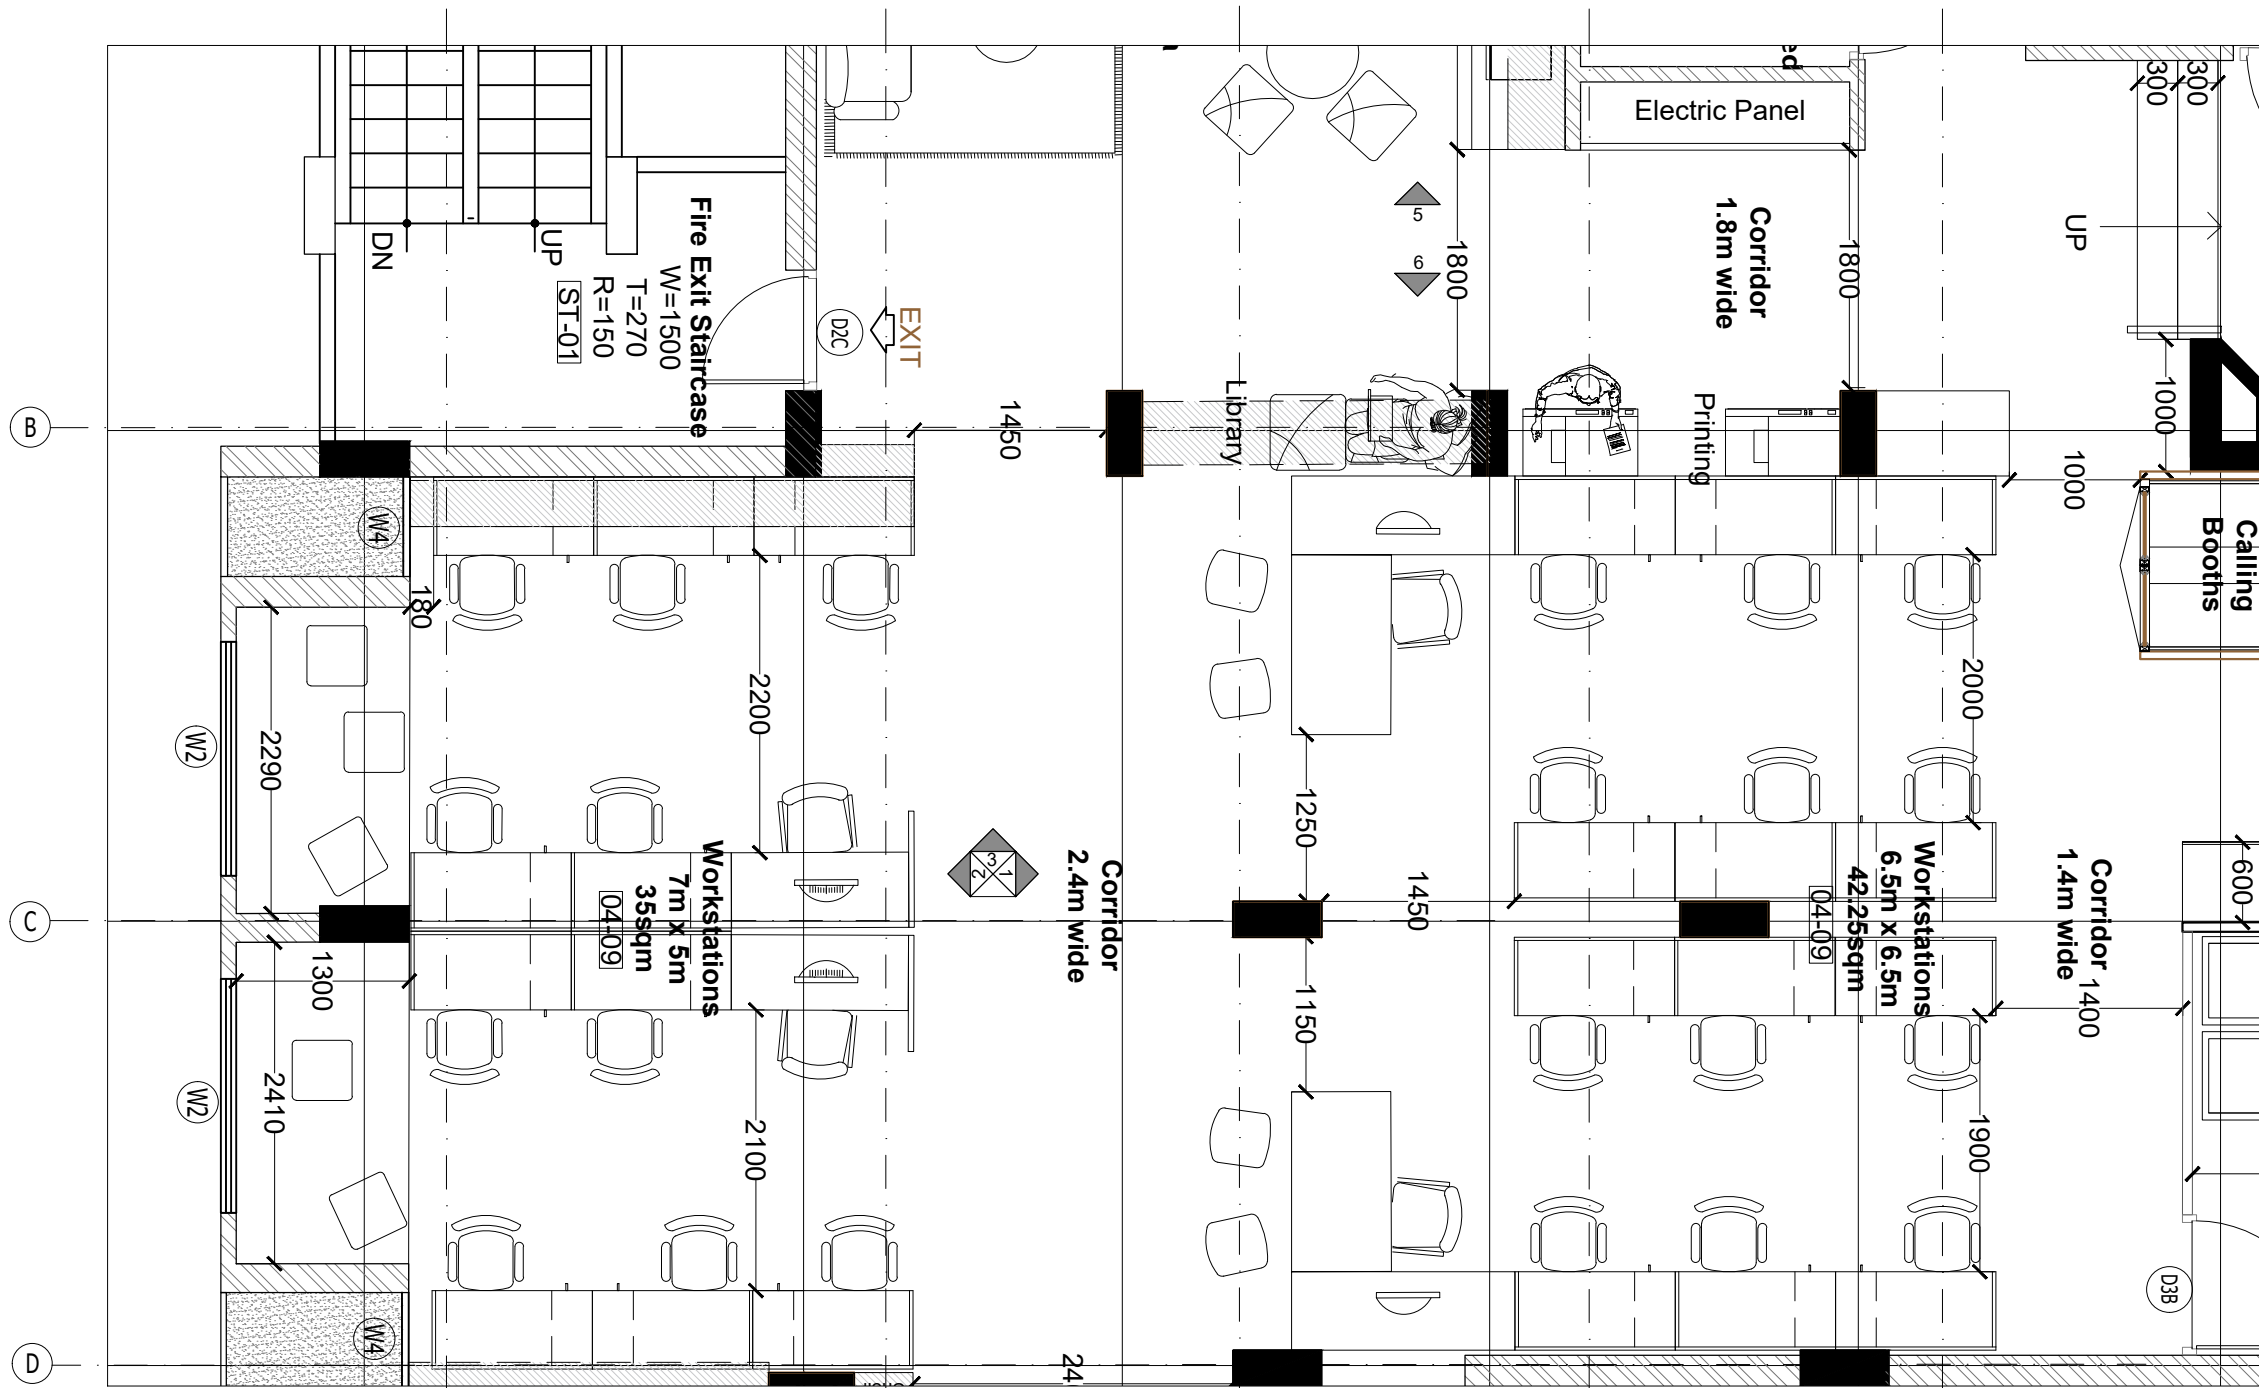 Electric Panel
300
300
UP
Corridor
1.8m wide
1800
1800
5
6
Fire Exit Staircase
W=1500
T=270
R=150
ST-01
DN
UP
D2C
EXIT
B
1450
Library
Printing
1000
1000
Calling
Booths
W4
180
2200
2290
W2
2000
1250
Workstations
7m x 5m
35sqm
04-09
3
2
1
Corridor
2.4m wide
1450
Workstations
6.5m x 6.5m
42.25sqm
04-09
Corridor
1.4m wide
600
C
1300
1150
1400
2410
W2
2100
1900
D3B
W4
D